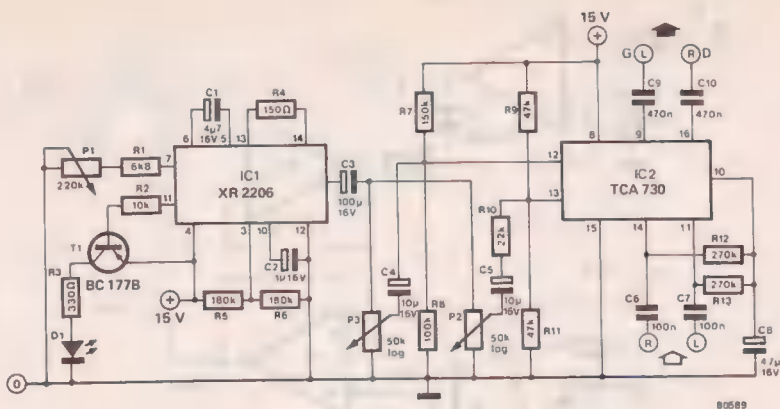 15 V
G L R D
C1
4µ7
16V
R4
150Ω
C9
470n
C10
470n
R7
150k
R9
47k
6 5 13 14
8 9 16
P1
220k
R1
6k8
7
IC1
XR 2206
C3
100µ
16V
12
IC2
TCA 730
10
R2
10k
11
13
4 3 10 12
R10
22k
15 14 11
R12
270k
R13
270k
T1
BC 177B
C2
1µ16V
C4
10µ
16V
R8
100k
C5
10µ
16V
R11
47k
C6
100n
C7
100n
R3
330Ω
15 V
R5
180k
R6
180k
P3
50k
log
P2
50k
log
C8
4.7µ
16V
D1
R L
0
80589